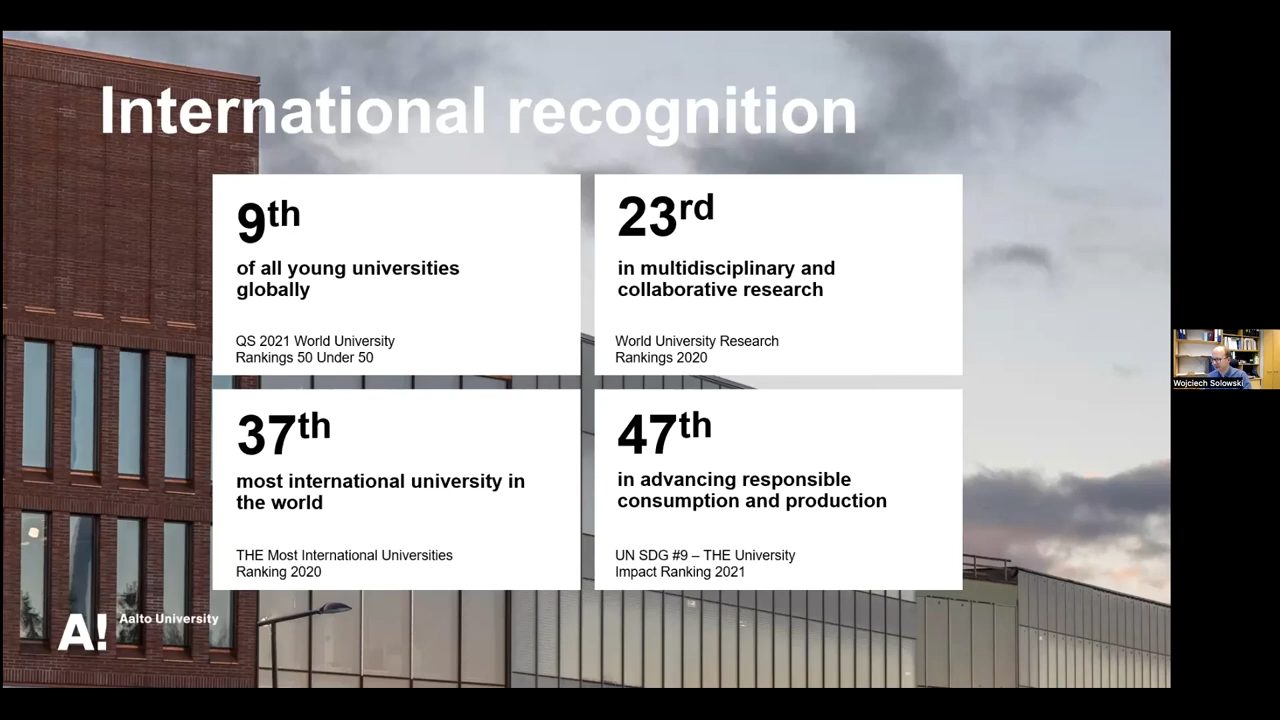 International recognition
9th
of all young universities
globally
QS 2021 World University
Rankings 50 Under 50
23rd
in multidisciplinary and
collaborative research
World University Research
Rankings 2020
37th
most international university in
the world
THE Most International Universities
Ranking 2020
47th
in advancing responsible
consumption and production
UN SDG #9 – THE University
Impact Ranking 2021
A! Aalto University
Wojciech Solowski